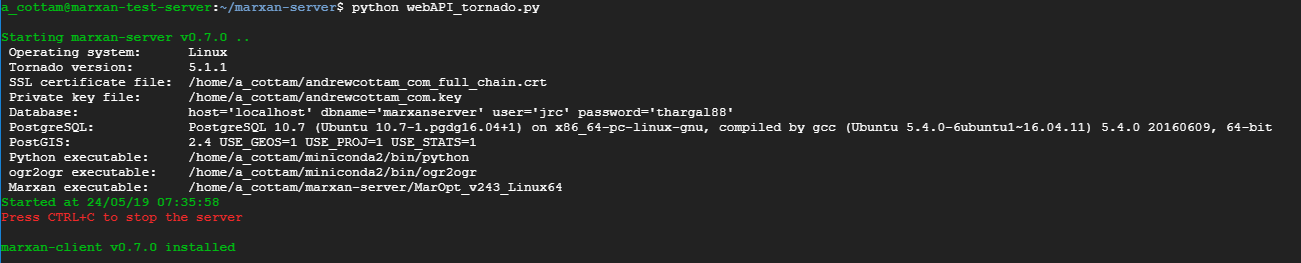 a_cottam@marxan-test-server:~/marxan-server$ python webAPI_tornado.py
Starting marxan-server v0.7.0 ..
Operating system: Linux
Tornado version: 5.1.1
SSL certificate file: /home/a_cottam/andrewcottam_com_full_chain.crt
Private key file: /home/a_cottam/andrewcottam_com.key
Database: host='localhost' dbname='marxanserver' user='jrc' password='thargal88'
PostgreSQL: PostgreSQL 10.7 (Ubuntu 10.7-1.pgdg16.04+1) on x86_64-pc-linux-gnu, compiled by gcc (Ubuntu 5.4.0-6ubuntu1~16.04.11) 5.4.0 20160609, 64-bit
PostGIS: 2.4 USE_GEOS=1 USE_PROJ=1 USE_STATS=1
Python executable: /home/a_cottam/miniconda2/bin/python
ogr2ogr executable: /home/a_cottam/miniconda2/bin/ogr2ogr
Marxan executable: /home/a_cottam/marxan-server/MarOpt_v243_Linux64
Started at 24/05/19 07:35:58
Press CTRL+C to stop the server
marxan-client v0.7.0 installed